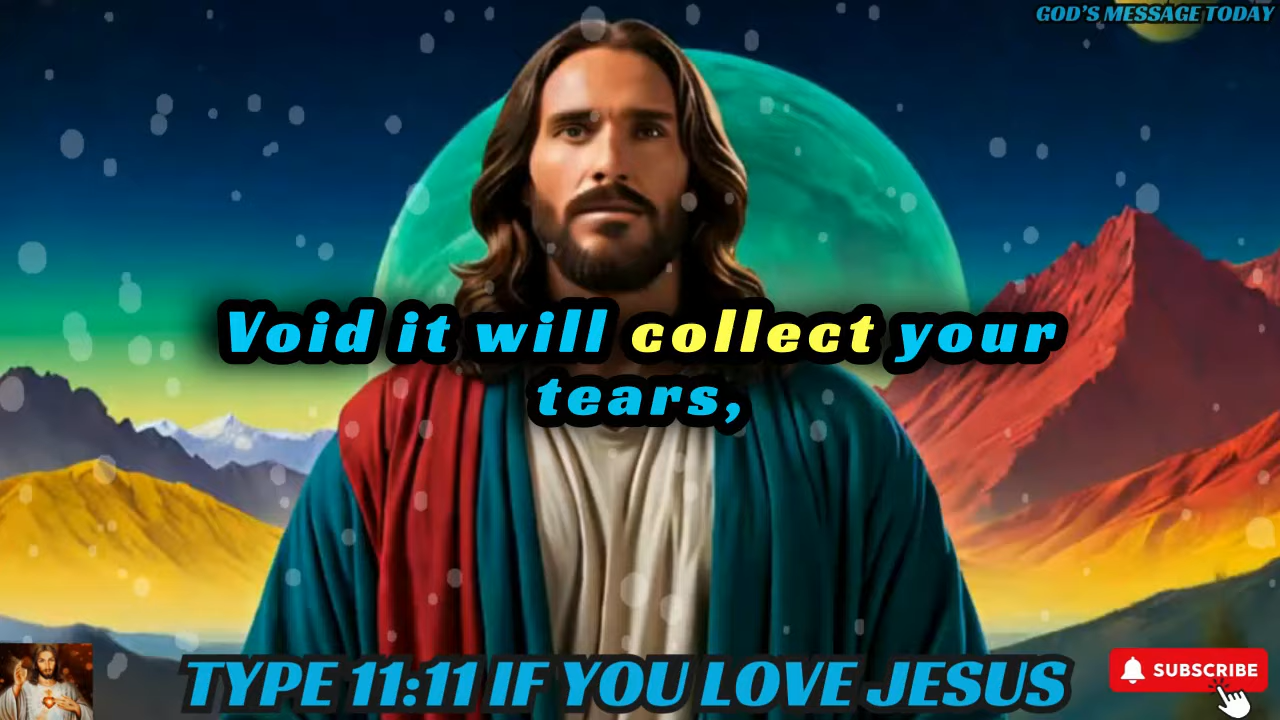 GOD'S MESSAGE TODAY
Void it will collect your
tears,
TYPE 11:11 IF YOU LOVE JESUS
SUBSCRIBE